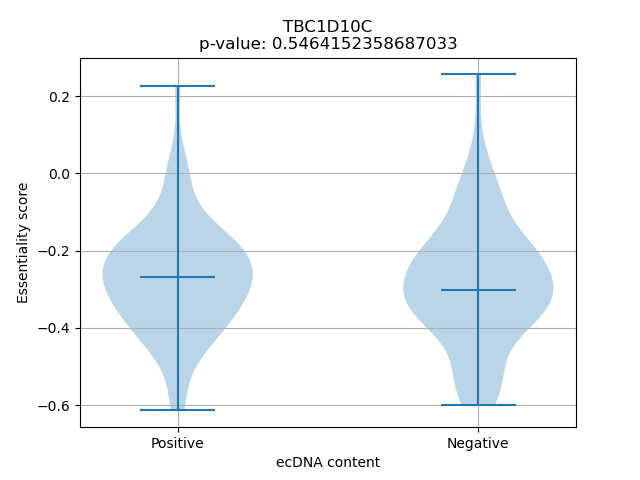 TBC1D10C
p-value: 0.5464152358687033
0.2
0.0
−0.2
−0.4
−0.6
Essentiality score
Positive
Negative
ecDNA content